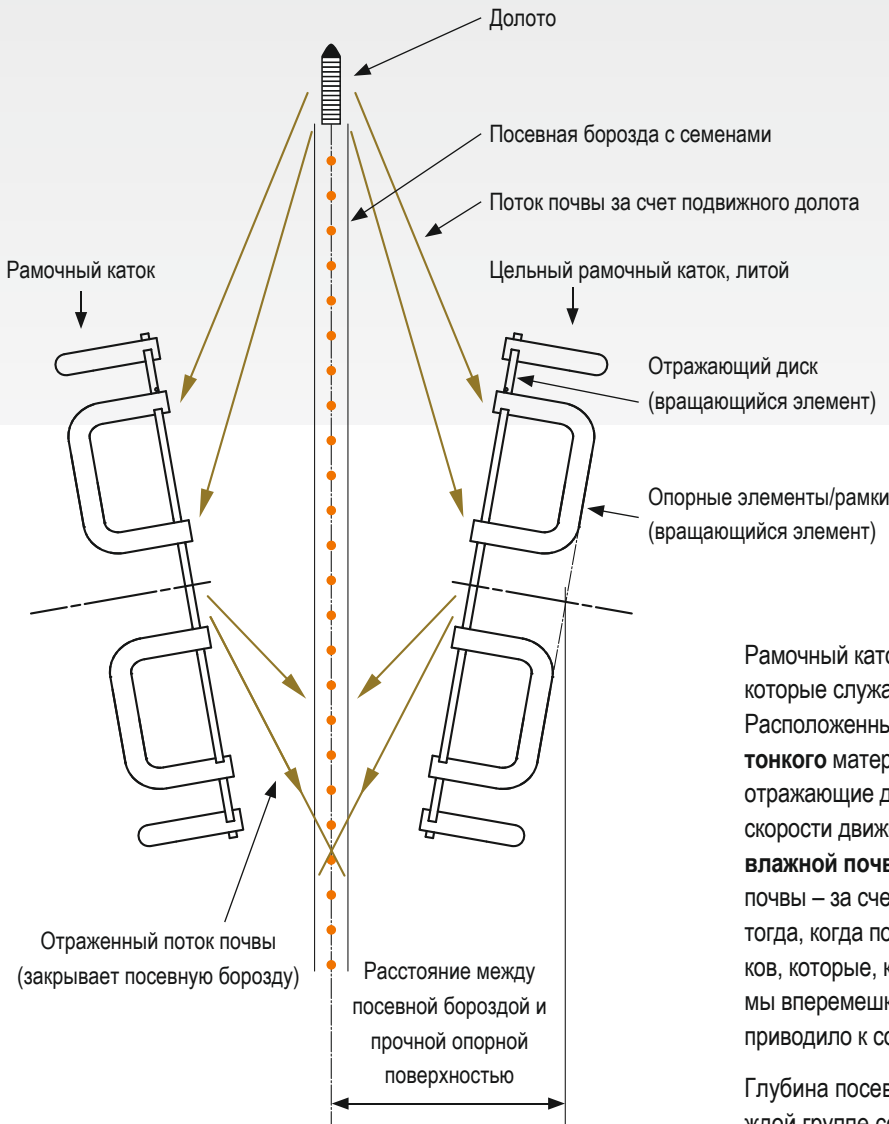 Долото
Посевная борозда с семенами
Поток почвы за счет подвижного долота
Рамочный каток
Цельный рамочный каток, литой
Отражающий диск
(вращающийся элемент)
Опорные элементы/рамки
(вращающийся элемент)
Отраженный поток почвы
(закрывает посевную борозду)
Расстояние между
посевной бороздой и
прочной опорной
поверхностью
Рамочный като
которые служа
Расположенны
тонкого матер
отражающие д
скорости движ
влажной почв
почвы – за сче
тогда, когда по
ков, которые, к
мы вперемешк
приводило к со
Глубина посев